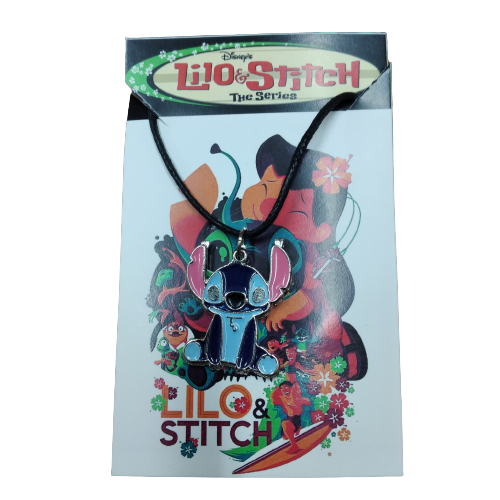 Disney's
Lilo & Stitch
The Series
LILO &
STITCH